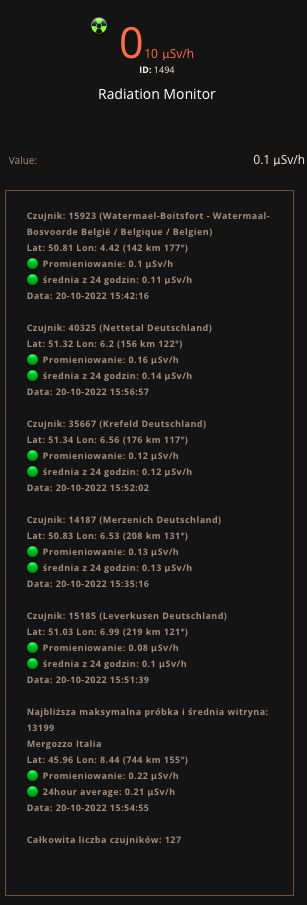 0 10 µSv/h
ID: 1494
Radiation Monitor
Value: 0.1 µSv/h
Czujnik: 15923 (Watermael-Boitsfort - Watermaal-
Bosvoorde België / Belgique / Belgien)
Lat: 50.81 Lon: 4.42 (142 km 177°)
Promieniowanie: 0.1 µSv/h
średnia z 24 godzin: 0.11 µSv/h
Data: 20-10-2022 15:42:16
Czujnik: 40325 (Nettetal Deutschland)
Lat: 51.32 Lon: 6.2 (156 km 122°)
Promieniowanie: 0.16 µSv/h
średnia z 24 godzin: 0.14 µSv/h
Data: 20-10-2022 15:56:57
Czujnik: 35667 (Krefeld Deutschland)
Lat: 51.34 Lon: 6.56 (176 km 117°)
Promieniowanie: 0.12 µSv/h
średnia z 24 godzin: 0.12 µSv/h
Data: 20-10-2022 15:52:02
Czujnik: 14187 (Merzenich Deutschland)
Lat: 50.83 Lon: 6.53 (208 km 131°)
Promieniowanie: 0.13 µSv/h
średnia z 24 godzin: 0.13 µSv/h
Data: 20-10-2022 15:35:16
Czujnik: 15185 (Leverkusen Deutschland)
Lat: 51.03 Lon: 6.99 (219 km 121°)
Promieniowanie: 0.08 µSv/h
średnia z 24 godzin: 0.1 µSv/h
Data: 20-10-2022 15:51:39
Najbliższa maksymalna próbka i średnia witryna:
13199
Mergozzo Italia
Lat: 45.96 Lon: 8.44 (744 km 155°)
Promieniowanie: 0.22 µSv/h
24hour average: 0.21 µSv/h
Data: 20-10-2022 15:54:55
Całkowita liczba czujników: 127